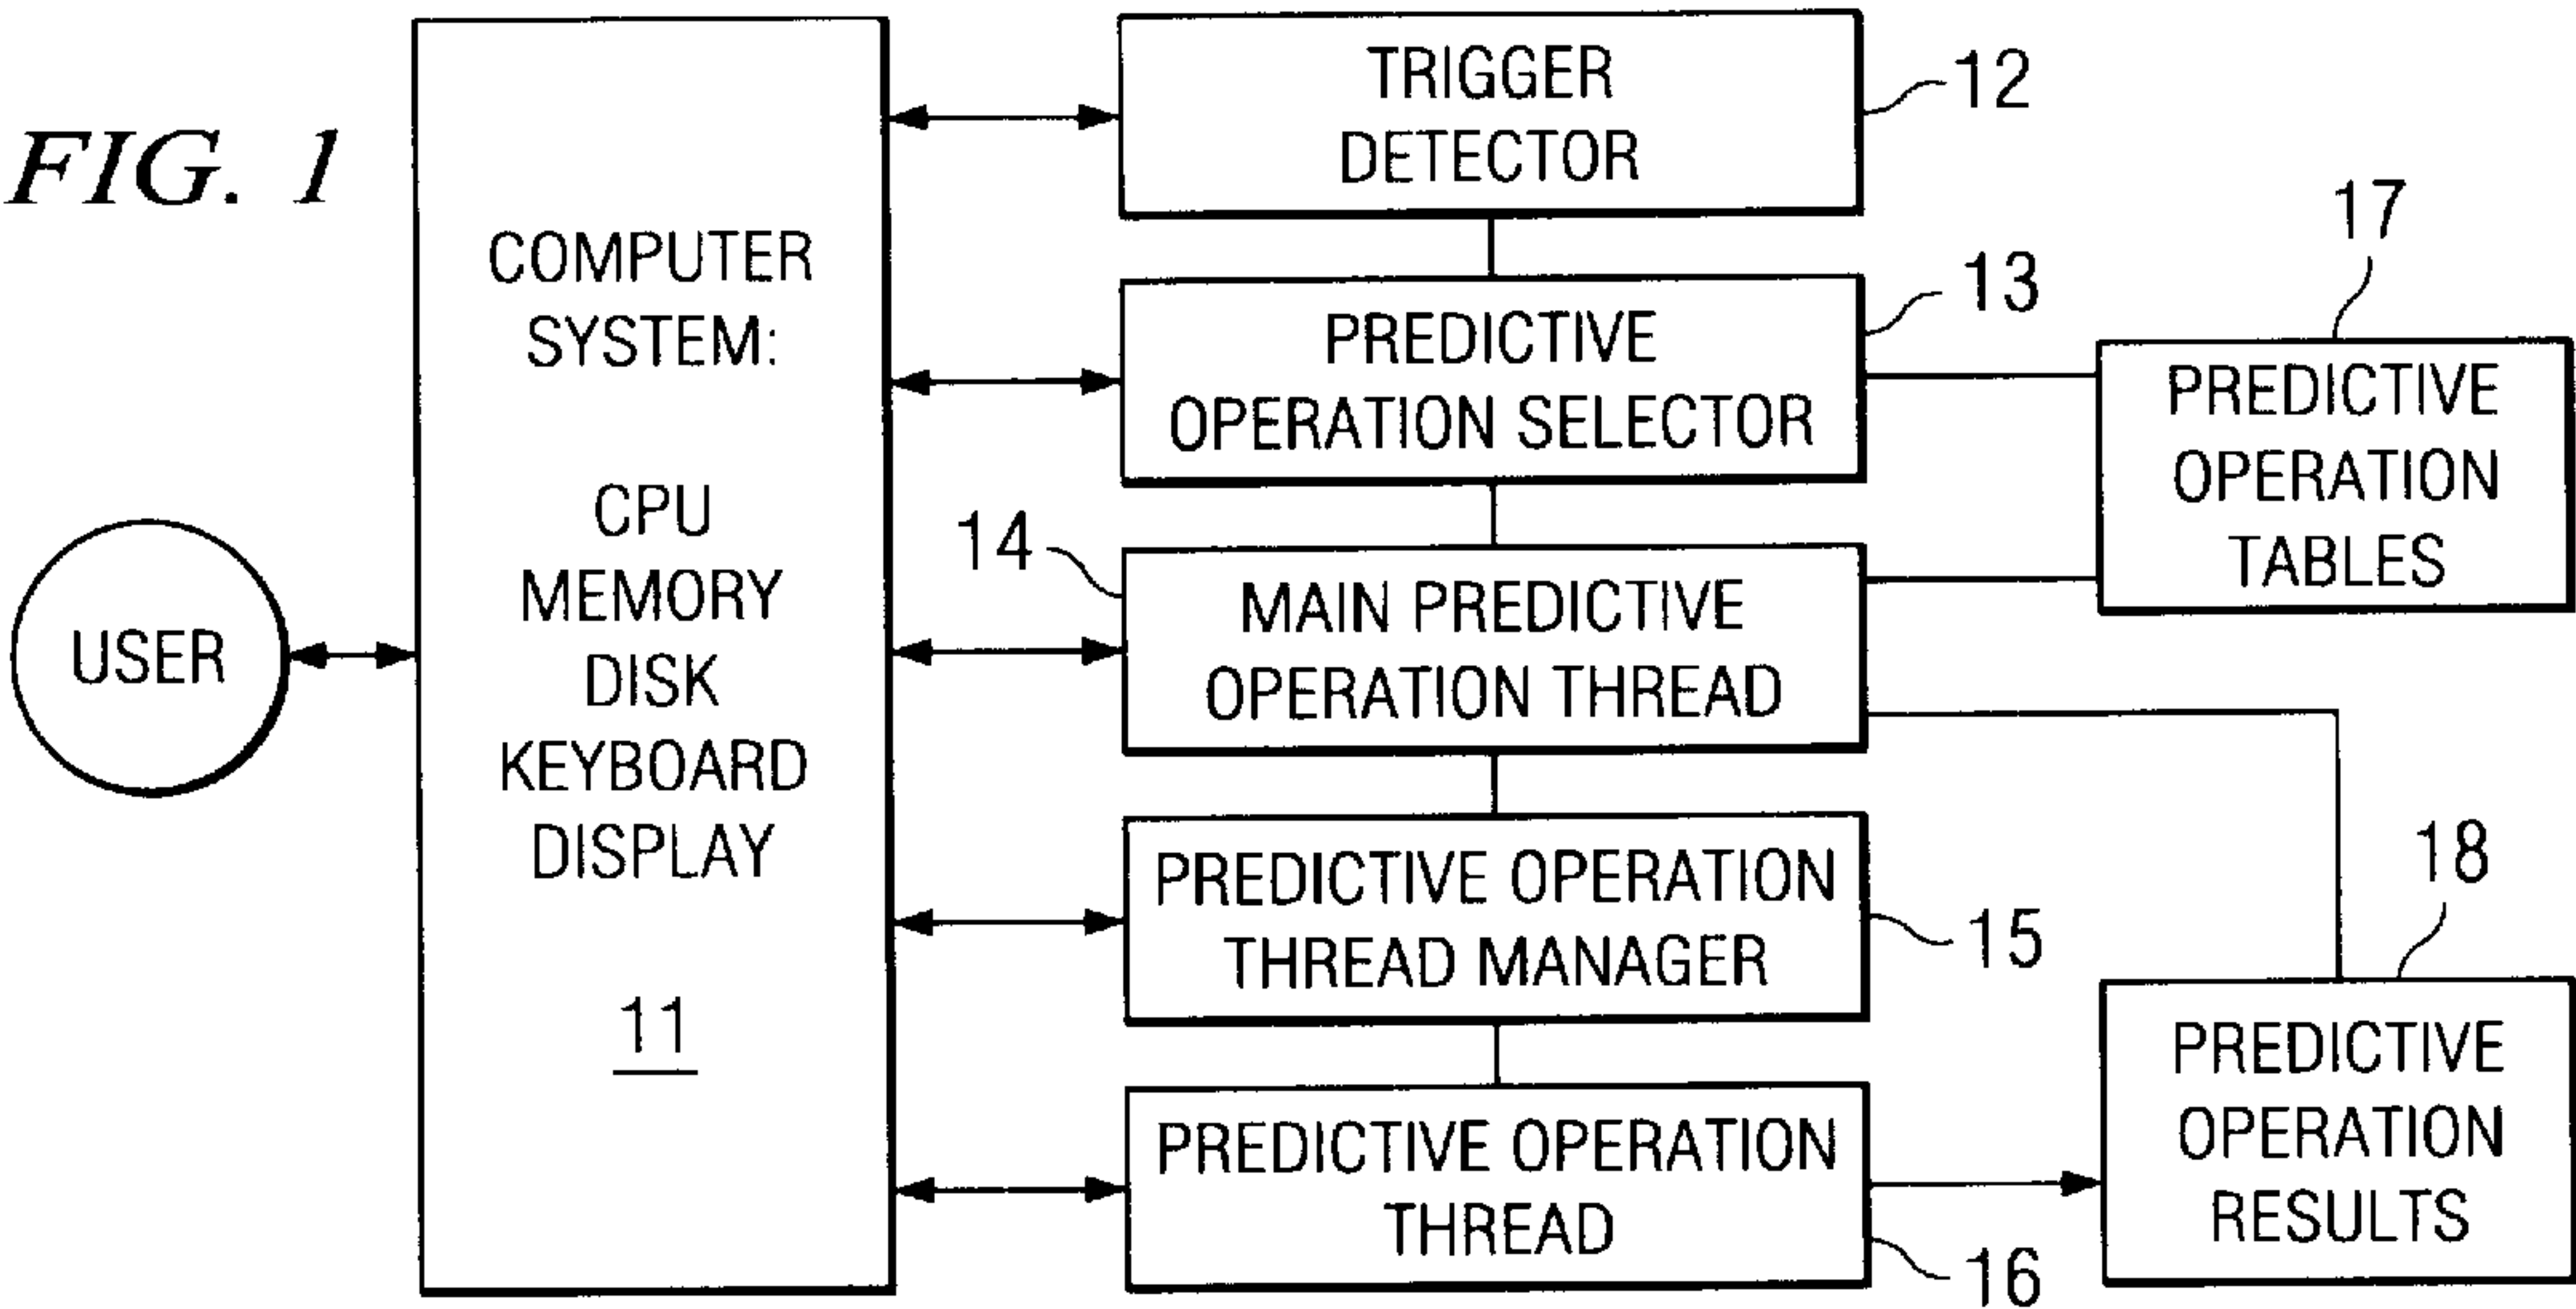 FIG. 1
USER
COMPUTER
SYSTEM:
CPU
MEMORY
DISK
KEYBOARD
DISPLAY
11
TRIGGER
DETECTOR
12
PREDICTIVE
OPERATION SELECTOR
13
14
MAIN PREDICTIVE
OPERATION THREAD
PREDICTIVE OPERATION
THREAD MANAGER
15
PREDICTIVE OPERATION
THREAD
16
17
PREDICTIVE
OPERATION
TABLES
18
PREDICTIVE
OPERATION
RESULTS